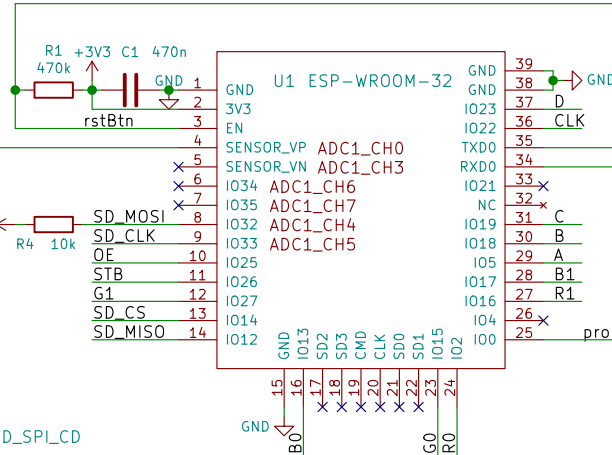 R1 +3V3 C1 470n
470k
GND
U1 ESP-WROOM-32
1 GND
2 3V3
rstBtn 3 EN
4 SENSOR_VP ADC1_CH0
5 SENSOR_VN ADC1_CH3
6 IO34 ADC1_CH6
7 IO35 ADC1_CH7
SD_MOSI 8 IO32 ADC1_CH4
SD_CLK 9 IO33 ADC1_CH5
R4 10k
OE 10 IO25
STB 11 IO26
G1 12 IO27
SD_CS 13 IO14
SD_MISO 14 IO12
GND 39
GND 38 GND
IO23 37 D
IO22 36 CLK
TXD0 35
RXD0 34
IO21 33
NC 32
IO19 31 C
IO18 30 B
IO5 29 A
IO17 28 B1
IO16 27 R1
IO4 26
IO0 25 pro
GND IO13 SD2 SD3 CMD CLK SD0 SD1 IO15 IO2
15 16 17 18 19 20 21 22 23 24
GND B0 G0 R0
D_SPI_CD